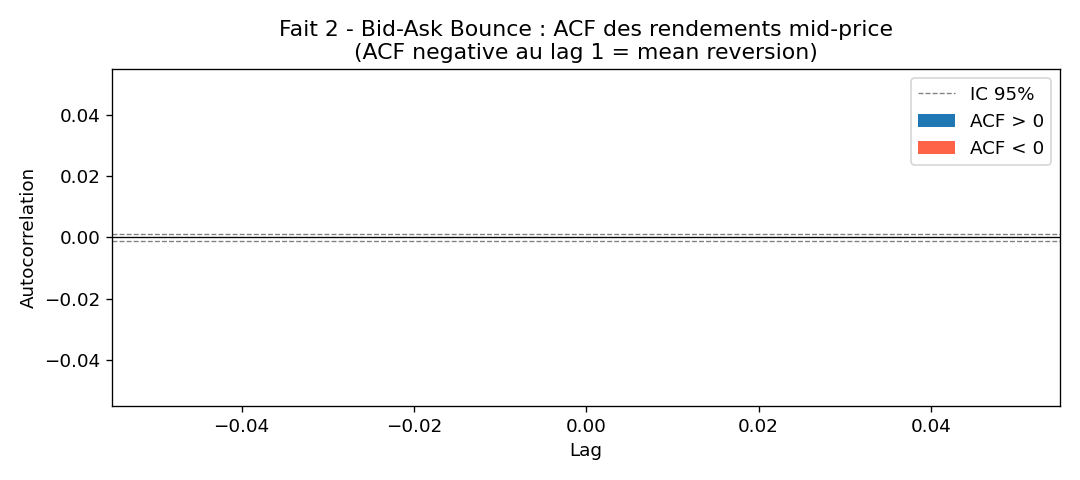 Fait 2 - Bid-Ask Bounce : ACF des rendements mid-price
(ACF negative au lag 1 = mean reversion)
IC 95%
ACF > 0
ACF < 0
Autocorrelation
0.04
0.02
0.00
−0.02
−0.04
−0.04
−0.02
0.00
0.02
0.04
Lag